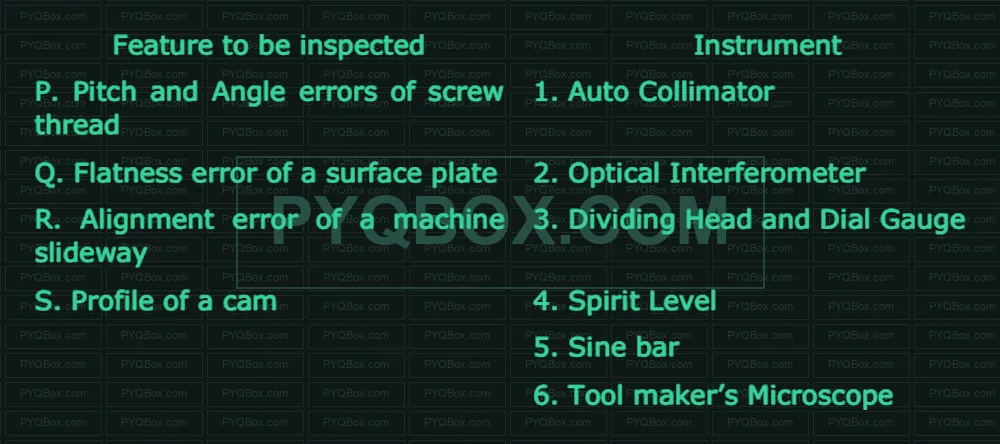 Feature to be inspected Instrument
P. Pitch and Angle errors of screw thread 1. Auto Collimator
Q. Flatness error of a surface plate 2. Optical Interferometer
R. Alignment error of a machine slideway 3. Dividing Head and Dial Gauge
S. Profile of a cam 4. Spirit Level
5. Sine bar
6. Tool maker’s Microscope
PYQBOX.COM
PYQBox.com